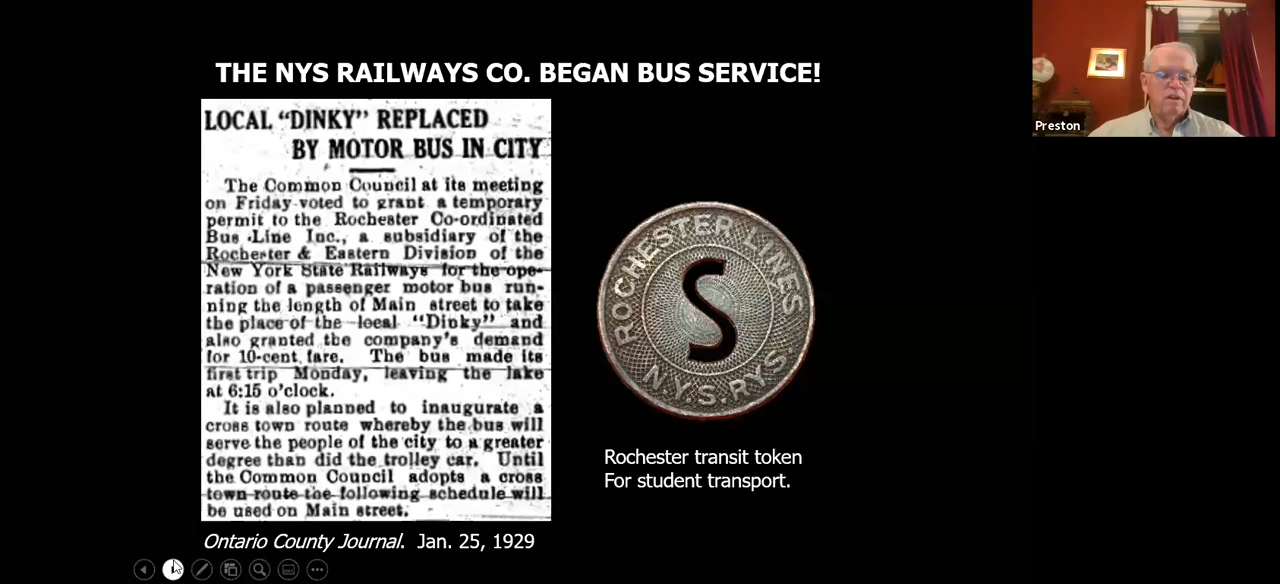 THE NYS RAILWAYS CO. BEGAN BUS SERVICE!
Preston
LOCAL “DINKY” REPLACED
BY MOTOR BUS IN CITY
The Common Council at its meeting
on Friday voted to grant a temporary
permit to the Rochester Co-ordinated
Bus Line Inc., a subsidiary of the
Rochester & Eastern Division of the
New York State Railways for the ope-
ration of a passenger motor bus run-
ning the length of Main street to take
the place of the local “Dinky” and
also granted the company's demand
for 10-cent fare. The bus made its
first trip Monday, leaving the lake
at 6:15 o'clock.
It is also planned to inaugurate a
cross town route whereby the bus will
serve the people of the city to a greater
degree than did the trolley car. Until
the Common Council adopts a cross
town route the following schedule will
be used on Main street.
Ontario County Journal. Jan. 25, 1929
ROCHESTER LINES
S
N.Y.S.RYS.
Rochester transit token
For student transport.